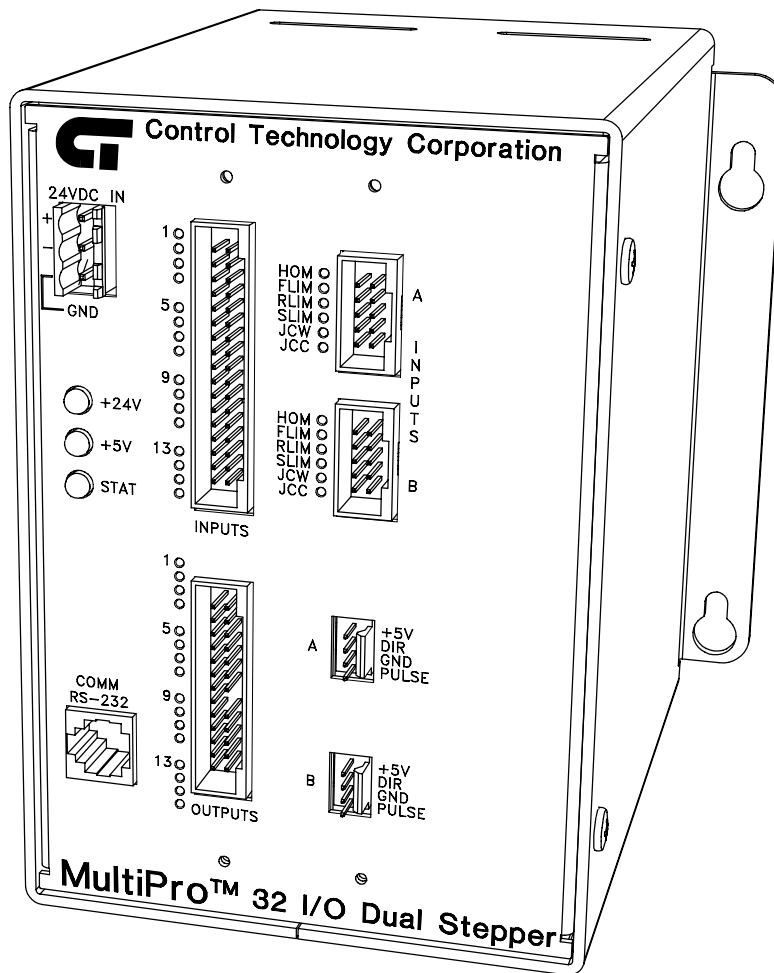 CT Control Technology Corporation
24VDC IN
+
−
GND
+24V
+5V
STAT
COMM
RS-232
1
5
9
13
INPUTS
1
5
9
13
OUTPUTS
HOM
FLIM
RLIM
SLIM
JCW
JCC
A
INPUTS
HOM
FLIM
RLIM
SLIM
JCW
JCC
B
A
+5V
DIR
GND
PULSE
B
+5V
DIR
GND
PULSE
MultiPro™ 32 I/O Dual Stepper